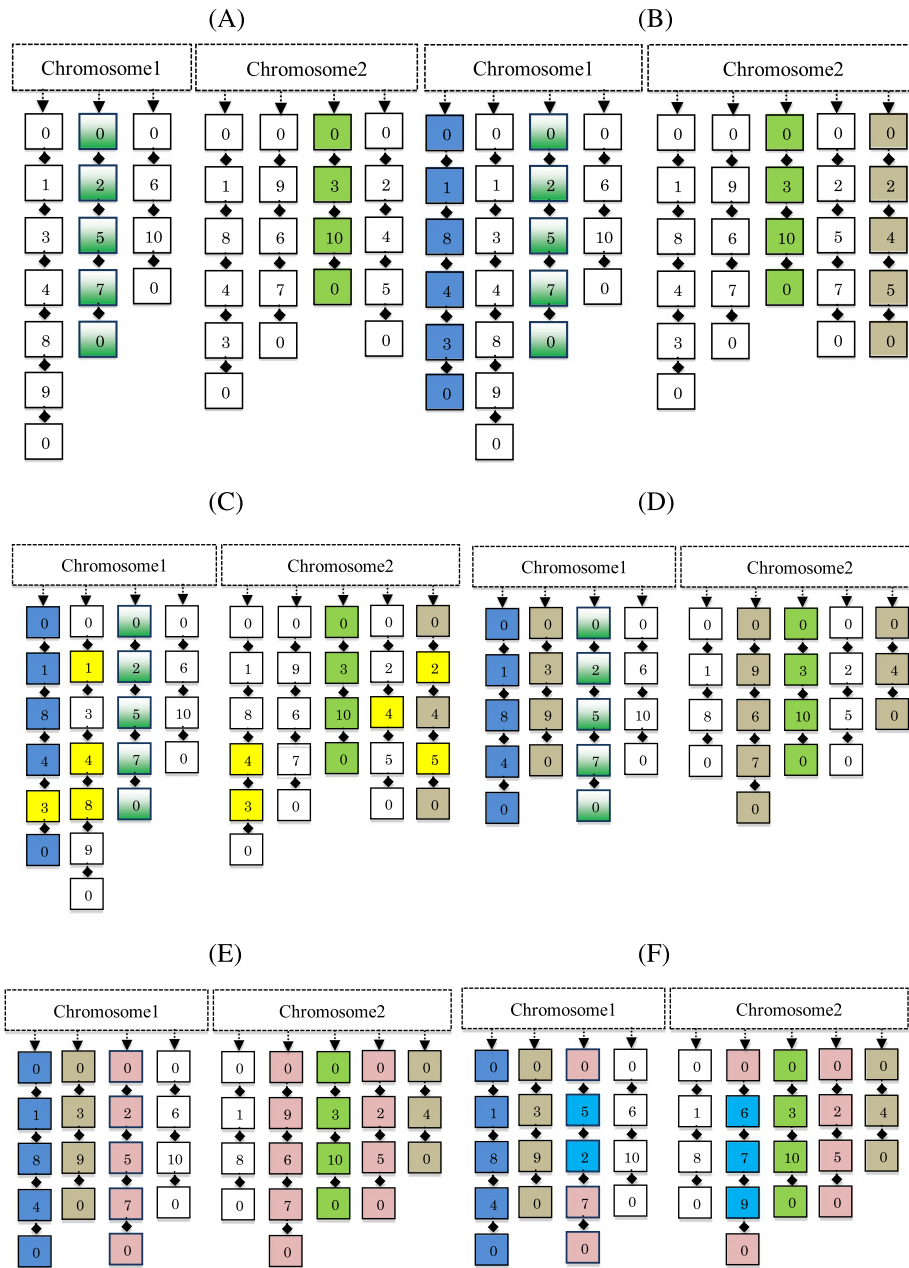 (A) (B)
Chromosome1 Chromosome2 Chromosome1 Chromosome2
0 0 0 0 0 0 0 0 0 0 0 0 0 0 0 0
1 2 6 1 9 3 2 1 1 2 6 1 9 3 2 2
3 5 10 8 6 10 4 8 3 5 10 8 6 10 5 4
4 7 0 4 7 0 5 4 4 7 0 4 7 0 7 5
8 0 3 0 0 3 8 0 3 0 0 0
9 0 0 9 0
0 0
(C) (D)
Chromosome1 Chromosome2 Chromosome1 Chromosome2
0 0 0 0 0 0 0 0 0 0 0 0 0 0 0 0 0 0
1 1 2 6 1 9 3 2 2 1 3 2 6 1 9 3 2 4
8 3 5 10 8 6 10 4 4 8 9 5 10 8 6 10 5 0
4 4 7 0 4 7 0 5 5 4 0 7 0 0 7 0 0
3 8 0 3 0 0 0 0 0 0
0 9 0
0
(E) (F)
Chromosome1 Chromosome2 Chromosome1 Chromosome2
0 0 0 0 0 0 0 0 0 0 0 0 0 0 0 0 0 0
1 3 2 6 1 9 3 2 4 1 3 5 6 1 6 3 2 4
8 9 5 10 8 6 10 5 0 8 9 2 10 8 7 10 5 0
4 0 7 0 0 7 0 0 4 0 7 0 0 9 0 0
0 0 0 0 0 0